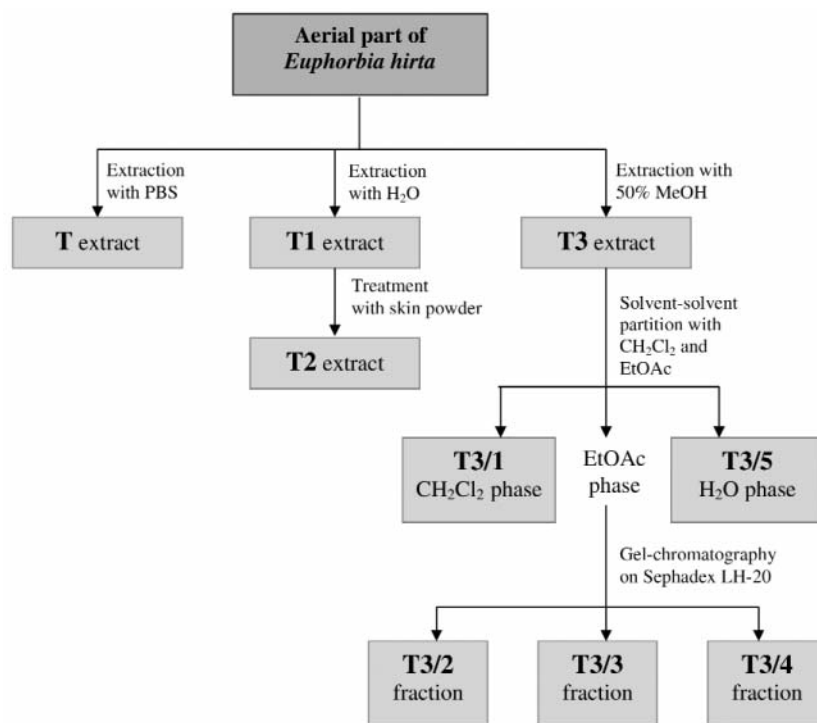 Aerial part of
Euphorbia hirta
Extraction
with PBS
Extraction
with H₂O
Extraction with
50% MeOH
T extract
T1 extract
T3 extract
Treatment
with skin powder
Solvent-solvent
partition with
CH₂Cl₂ and
EtOAc
T2 extract
T3/1
CH₂Cl₂ phase
EtOAc
phase
T3/5
H₂O phase
Gel-chromatography
on Sephadex LH-20
T3/2
fraction
T3/3
fraction
T3/4
fraction